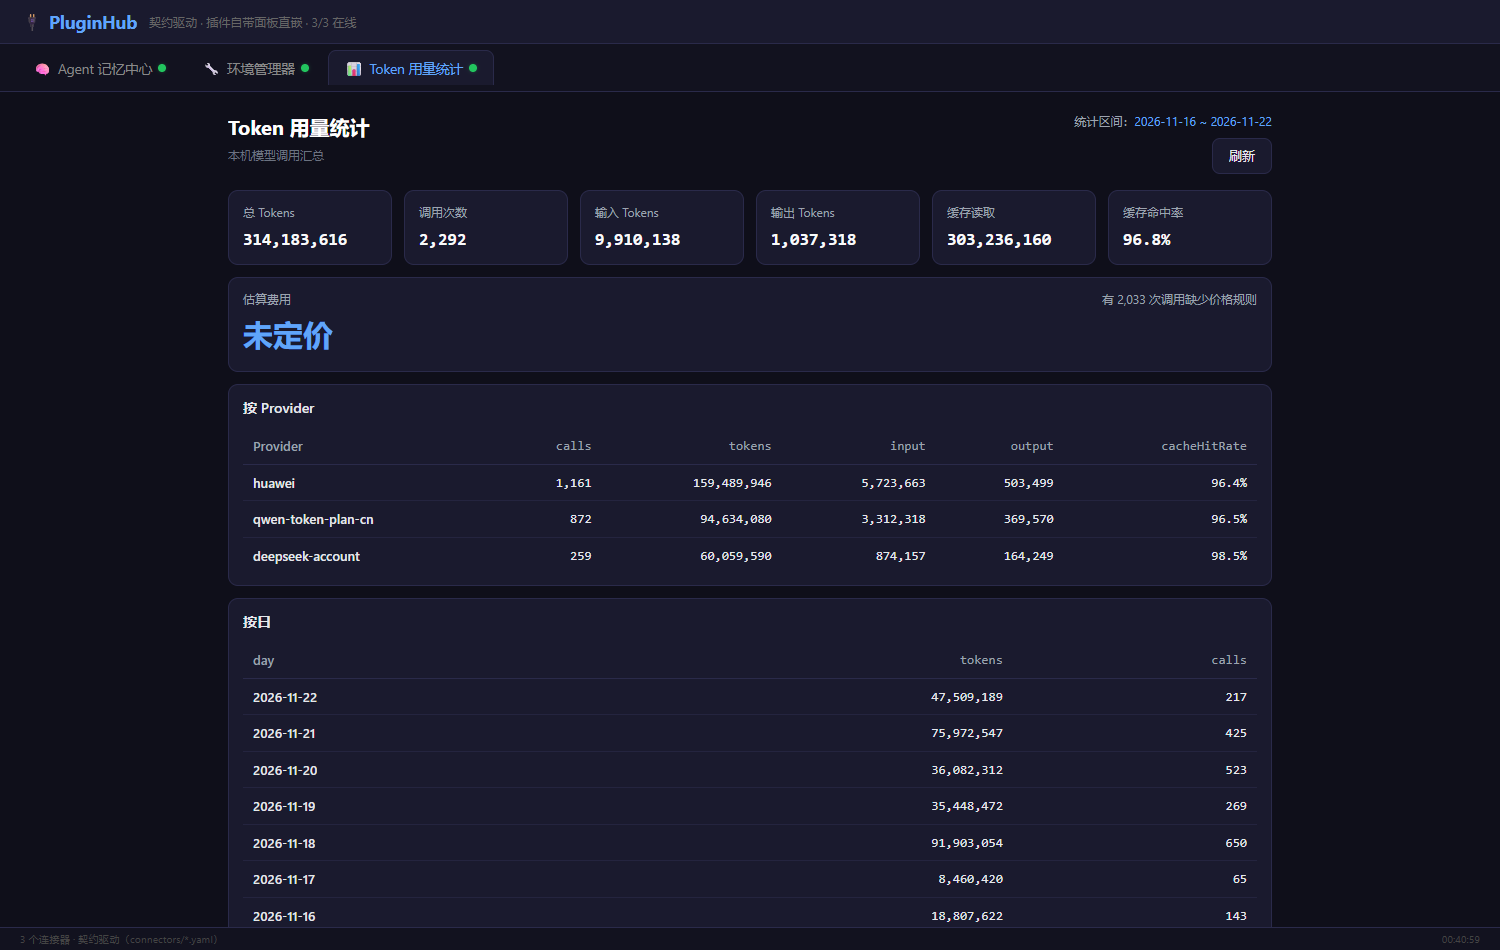 PluginHub 契约驱动 · 插件自带面板直嵌 · 3/3 在线
Agent 记忆中心 环境管理器 Token 用量统计
Token 用量统计
本机模型调用汇总
统计区间：2026-11-16 ~ 2026-11-22
刷新
总 Tokens 调用次数 输入 Tokens 输出 Tokens 缓存读取 缓存命中率
314,183,616 2,292 9,910,138 1,037,318 303,236,160 96.8%
估算费用 有 2,033 次调用缺少价格规则
未定价
按 Provider
Provider calls tokens input output cacheHitRate
huawei 1,161 159,489,946 5,723,663 503,499 96.4%
qwen-token-plan-cn 872 94,634,080 3,312,318 369,570 96.5%
deepseek-account 259 60,059,590 874,157 164,249 98.5%
按日
day tokens calls
2026-11-22 47,509,189 217
2026-11-21 75,972,547 425
2026-11-20 36,082,312 523
2026-11-19 35,448,472 269
2026-11-18 91,903,054 650
2026-11-17 8,460,420 65
2026-11-16 18,807,622 143
3 个连接器 · 契约驱动（connectors/*.yaml） 00:40:59